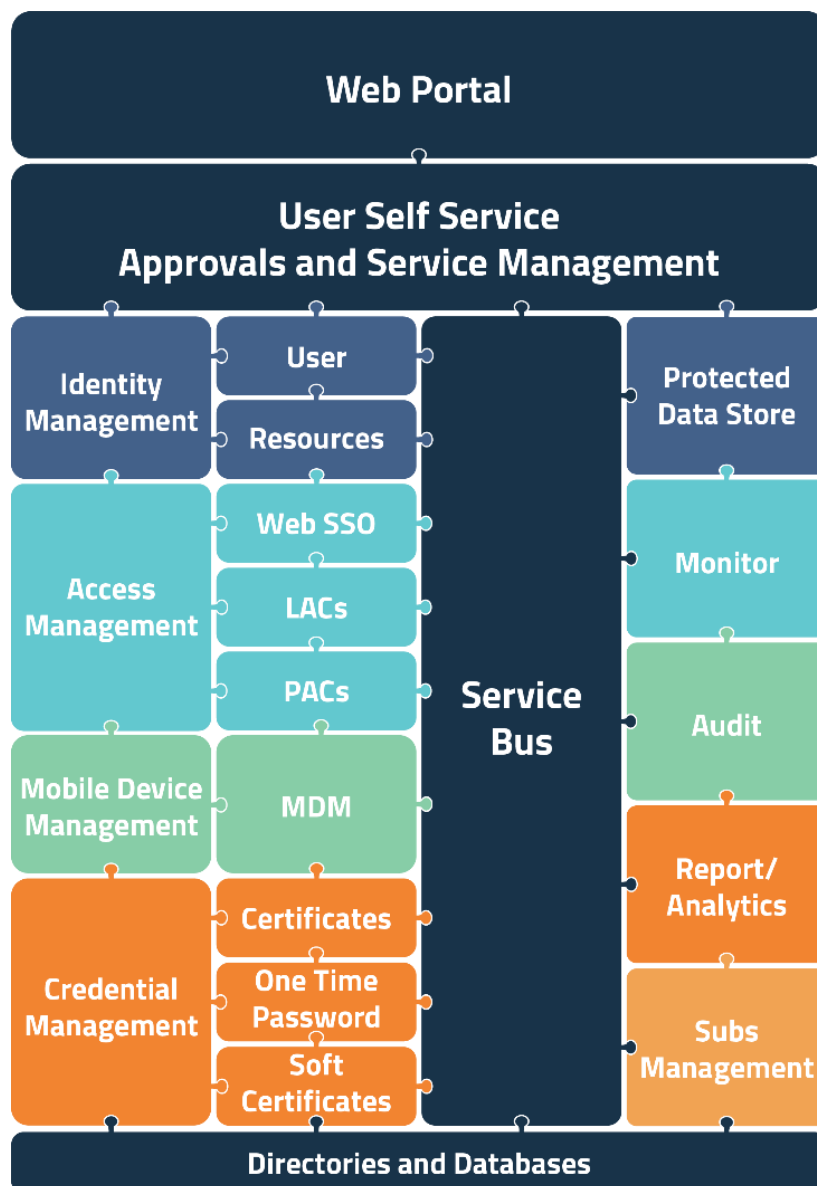 Web Portal
User Self Service
Approvals and Service Management
Identity
Management
User
Resources
Access
Management
Web SSO
LACs
PACs
Mobile Device
Management
MDM
Credential
Management
Certificates
One Time
Password
Soft
Certificates
Service
Bus
Protected
Data Store
Monitor
Audit
Report/
Analytics
Subs
Management
Directories and Databases